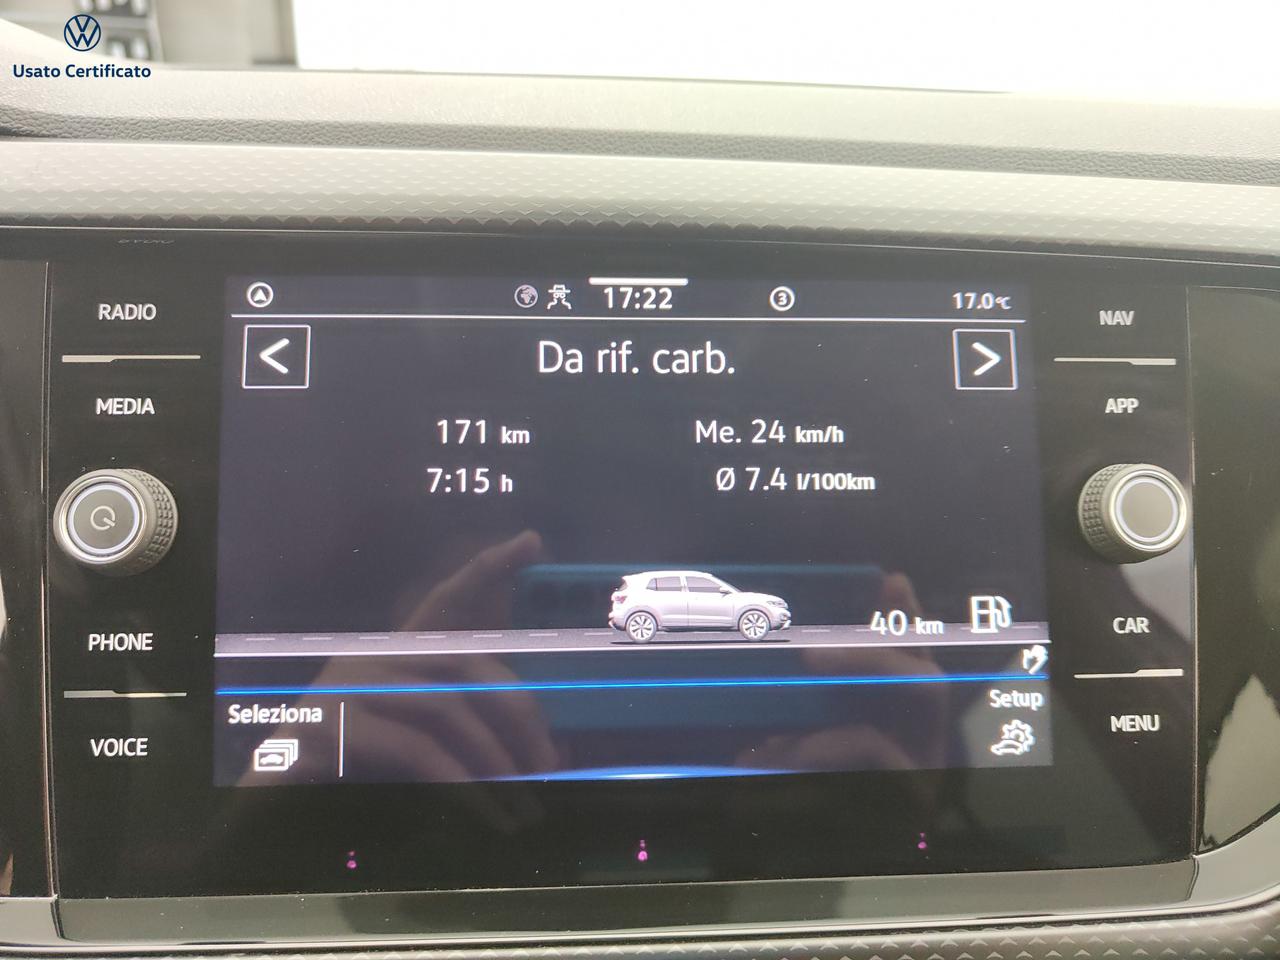 Usato Certificato
RADIO
MEDIA
PHONE
VOICE
17:22
3
17.0°C
Da rif. carb.
171 km
Me. 24 km/h
7:15 h
Ø 7.4 l/100km
40 km
Seleziona
Setup
NAV
APP
CAR
MENU